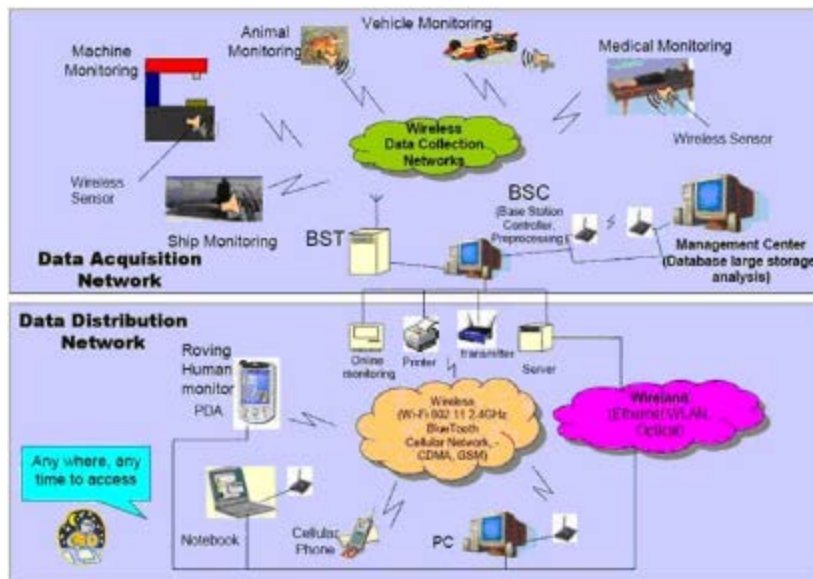 Machine
Monitoring
Animal
Monitoring
Vehicle Monitoring
Medical Monitoring
Wireless
Data Collection
Networks
Wireless Sensor
Wireless
Sensor
Ship Monitoring
BST
BSC
(Base Station
Controller,
Preprocessing)
Management Center
(Database large storage
analysis)
Data Acquisition
Network
Data Distribution
Network
Roving
Human
monitor
PDA
Online
monitoring
Printer
transmitter
Server
Wireless
(Wi-Fi 802.11 2.4GHz
BlueTooth
Cellular Network, -
CDMA, GSM)
(Ethernet WLAN,
Optical)
Any where, any
time to access
Notebook
Cellular
Phone
PC